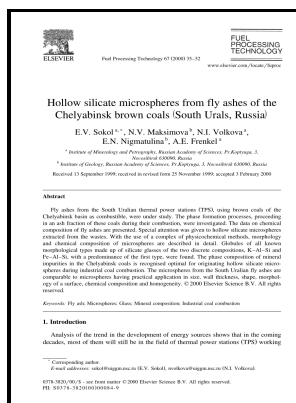 ELSEVIER
Fuel Processing Technology 67 (2000) 35–52
FUEL
PROCESSING
TECHNOLOGY
www.elsevier.com/locate/fuproc
Hollow silicate microspheres from fly ashes of the
Chelyabinsk brown coals (South Urals, Russia)
E.V. Sokol a,*, N.V. Maksimova b, N.I. Volkova a,
E.N. Nigmatulina b, A.E. Frenkel a
a Institute of Mineralogy and Petrography, Russian Academy of Sciences, Pr Koptyuga, 3,
Novosibirsk 630090, Russia
b Institute of Geology, Russian Academy of Sciences, Pr Koptyuga, 3, Novosibirsk 630090, Russia
Received 13 September 1999; received in revised form 25 November 1999; accepted 3 February 2000
Abstract
Fly ashes from the South Uralian thermal power stations (TPS), using brown coals of the
Chelyabinsk basin as combustible, were under study. The phase formation processes, proceeding
in an ash fraction of these coals during their combustion, were investigated. The data on chemical
composition of fly ashes are presented. Special attention was given to hollow silicate microspheres
extracted from the wastes. With the use of a complex of physicochemical methods, morphology
and chemical composition of microspheres are described in detail. Globules of all known
morphological types made up of silicate glasses of the two discrete compositions, K–Al–Si and
Fe–Al–Si, with a predominance of the first type, were found. The phase composition of mineral
impurities in the Chelyabinsk coals is recognised optimal for originating hollow silicate micro-
spheres during industrial coal combustion. The microspheres from the South Uralian fly ashes are
comparable to microspheres having practical application in size, wall thickness, shape, morphol-
ogy of a surface, chemical composition and homogeneity. © 2000 Elsevier Science B.V. All rights
reserved.
Keywords: Fly ash; Microspheres; Glass; Mineral composition; Industrial coal combustion
1. Introduction
Analysis of the trend in the development of energy sources shows that in the coming
decades, most of them will still be in the field of thermal power stations (TPS) working
* Corresponding author.
E-mail addresses: sokol@uiggm.nsc.ru (E.V. Sokol), nvolkova@uiggm.nsc.ru (N.I. Volkova).
0378-3820/00/$ - see front matter © 2000 Elsevier Science B.V. All rights reserved.
PII: S0378-3820(00)00084-9